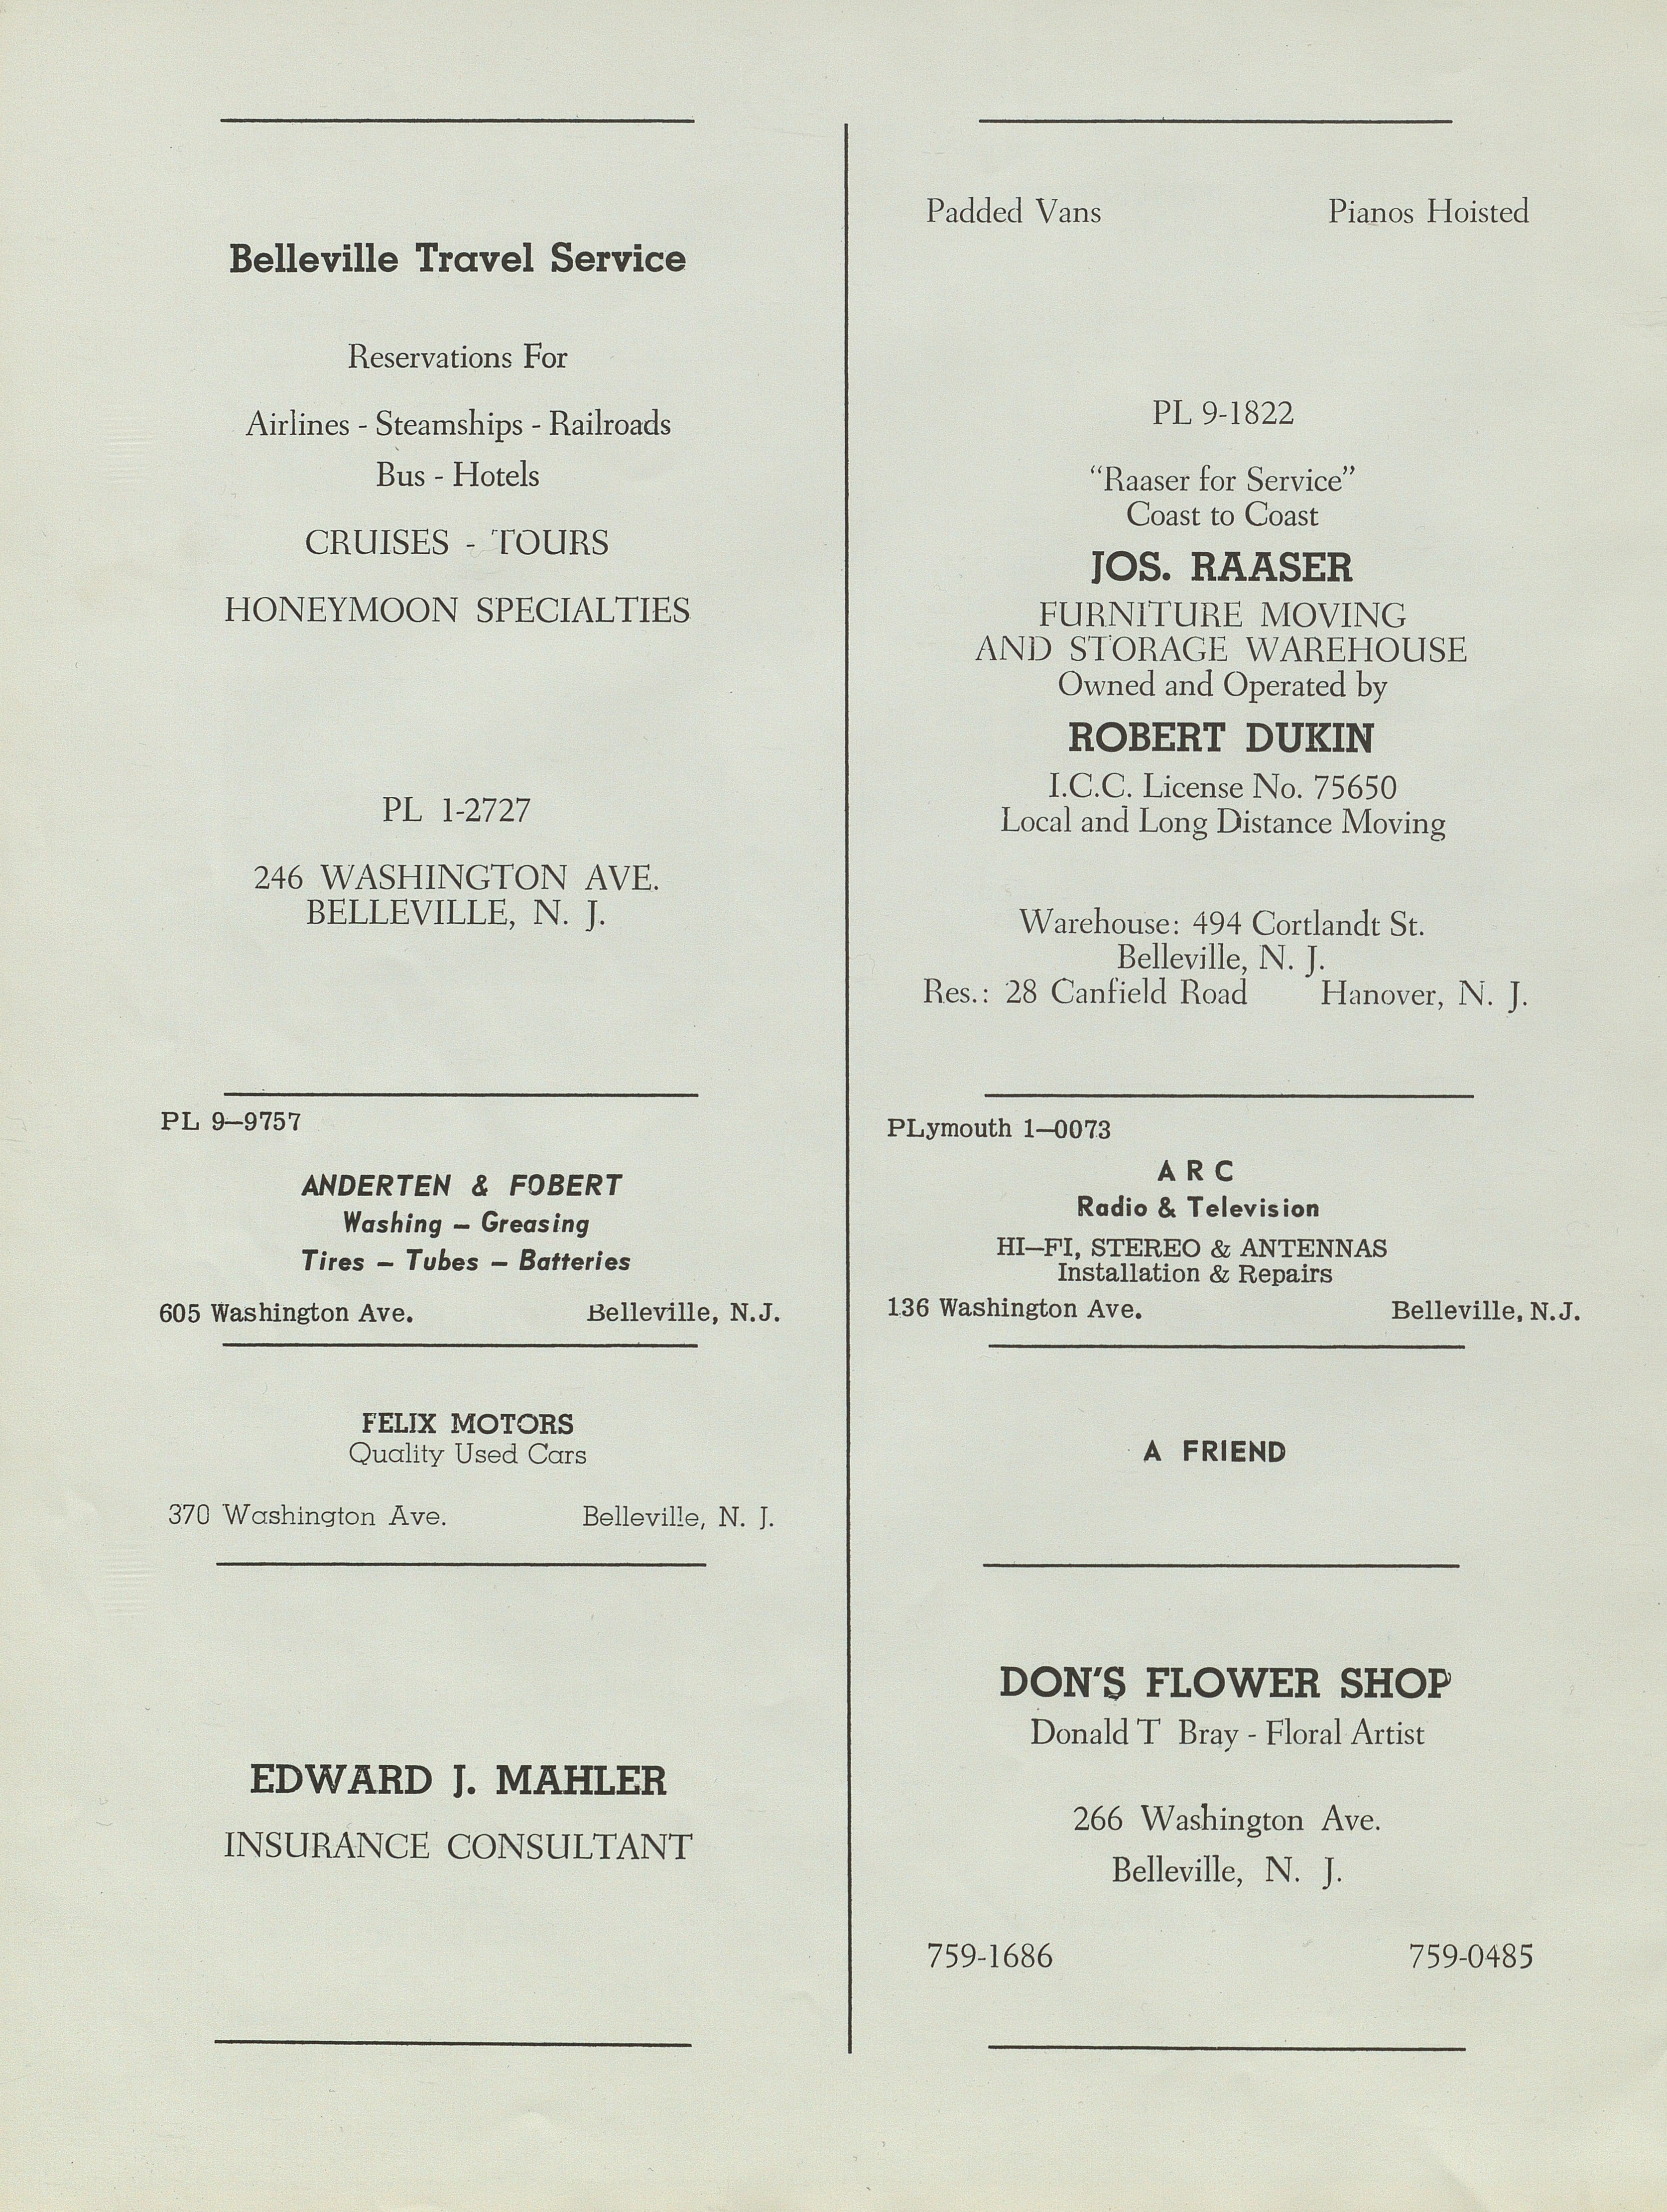 Belleville Travel Service
Reservations For
Airlines - Steamships - Railroads
Bus - Hotels
CRUISES - TOURS
HONEYMOON SPECIALTIES
PL 1-2727
246 WASHINGTON AVE.
BELLEVILLE, N. J.
PL 9—9757
ANDERTEN & FOBERT
Washing — Greasing
Tires — Tubes — Batteries
605 Washington Ave. Belleville, N.J.
FELIX MOTORS
Quality Used Cars
370 Washington Ave. Belleville, N. J.
EDWARD J. MAHLER
INSURANCE CONSULTANT
Padded Vans Pianos Hoisted
PL 9-1822
“Raaser for Service”
Coast to Coast
JOS. RAASER
FURNITURE MOVING
AND STORAGE WAREHOUSE
Owned and Operated by
ROBERT DUKIN
I.C.C. License No. 75650
Local and Long Distance Moving
Warehouse: 494 Cortlandt St.
Belleville, N. J.
Res.: 28 Canfield Road Hanover, N. J.
PLymouth 1—0073
A R C
Radio & Television
HI—FI, STEREO & ANTENNAS
Installation & Repairs
136 Washington Ave. Belleville, N.J.
A FRIEND
DON'S FLOWER SHOP
Donald T Bray - Floral Artist
266 Washington Ave.
Belleville, N. J.
759-1686 759-0485